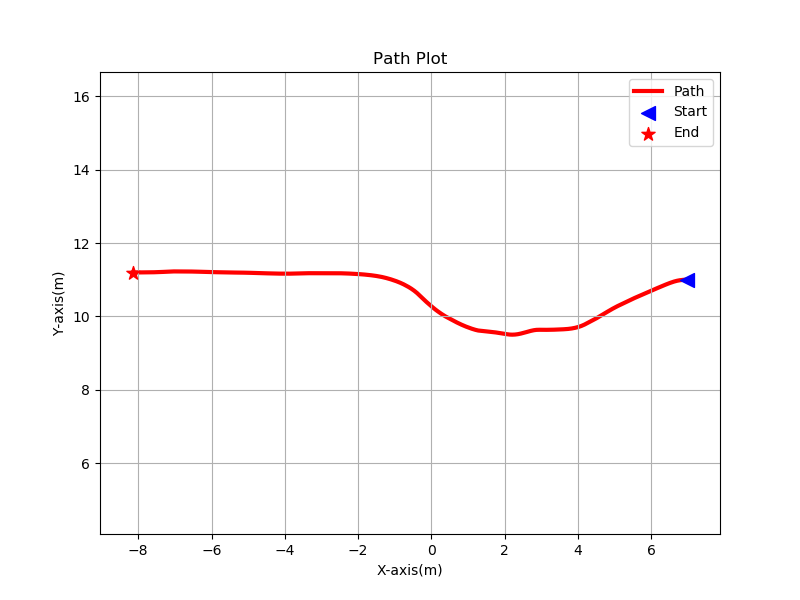 Path Plot
Path
Start
End
16
14
12
10
8
6
Y-axis(m)
−8 −6 −4 −2 0 2 4 6
X-axis(m)